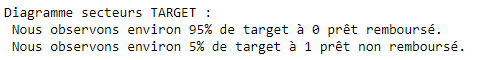 Diagramme secteurs TARGET :
Nous observons environ 95% de target à 0 prêt remboursé.
Nous observons environ 5% de target à 1 prêt non remboursé.